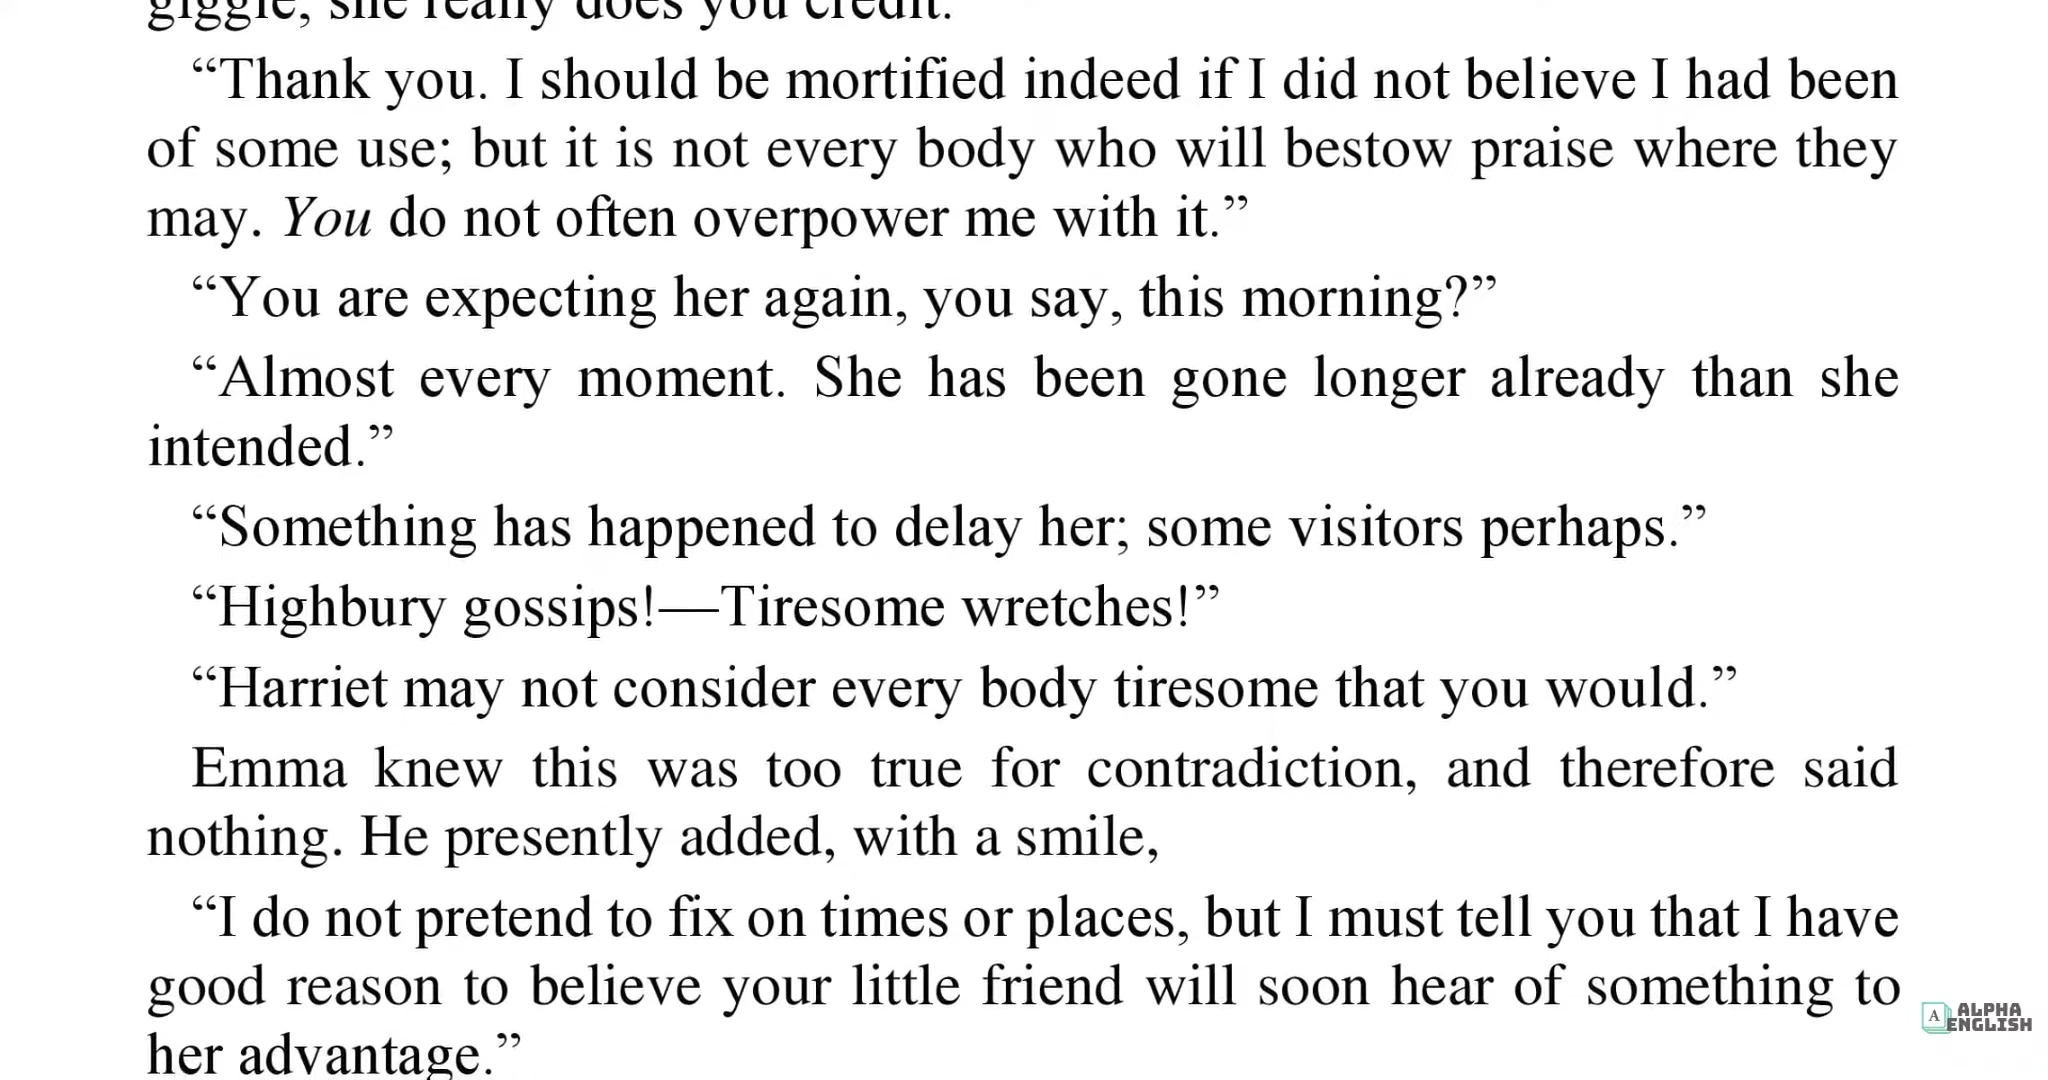 giggle; she really does you credit.”
“Thank you. I should be mortified indeed if I did not believe I had been
of some use; but it is not every body who will bestow praise where they
may. You do not often overpower me with it.”
“You are expecting her again, you say, this morning?”
“Almost every moment. She has been gone longer already than she
intended.”
“Something has happened to delay her; some visitors perhaps.”
“Highbury gossips!—Tiresome wretches!”
“Harriet may not consider every body tiresome that you would.”
Emma knew this was too true for contradiction, and therefore said
nothing. He presently added, with a smile,
“I do not pretend to fix on times or places, but I must tell you that I have
good reason to believe your little friend will soon hear of something to
her advantage.”
A ALPHA
ENGLISH